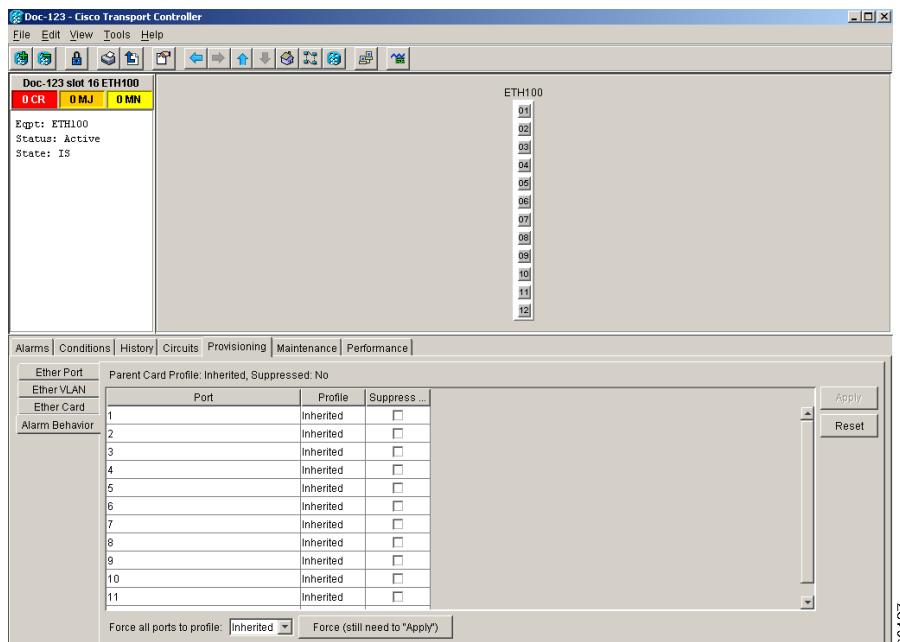 Doc-123 - Cisco Transport Controller
File Edit View Tools Help
Doc-123 slot 16 ETH100
0 CR 0 MJ 0 MN
Eqpt: ETH100
Status: Active
State: IS
ETH100
01
02
03
04
05
06
07
08
09
10
11
12
Alarms Conditions History Circuits Provisioning Maintenance Performance
Ether Port
Ether VLAN
Ether Card
Alarm Behavior
Parent Card Profile: Inherited, Suppressed: No
Port Profile Suppress ...
1 Inherited
2 Inherited
3 Inherited
4 Inherited
5 Inherited
6 Inherited
7 Inherited
8 Inherited
9 Inherited
10 Inherited
11 Inherited
Apply
Reset
Force all ports to profile: Inherited Force (still need to "Apply")